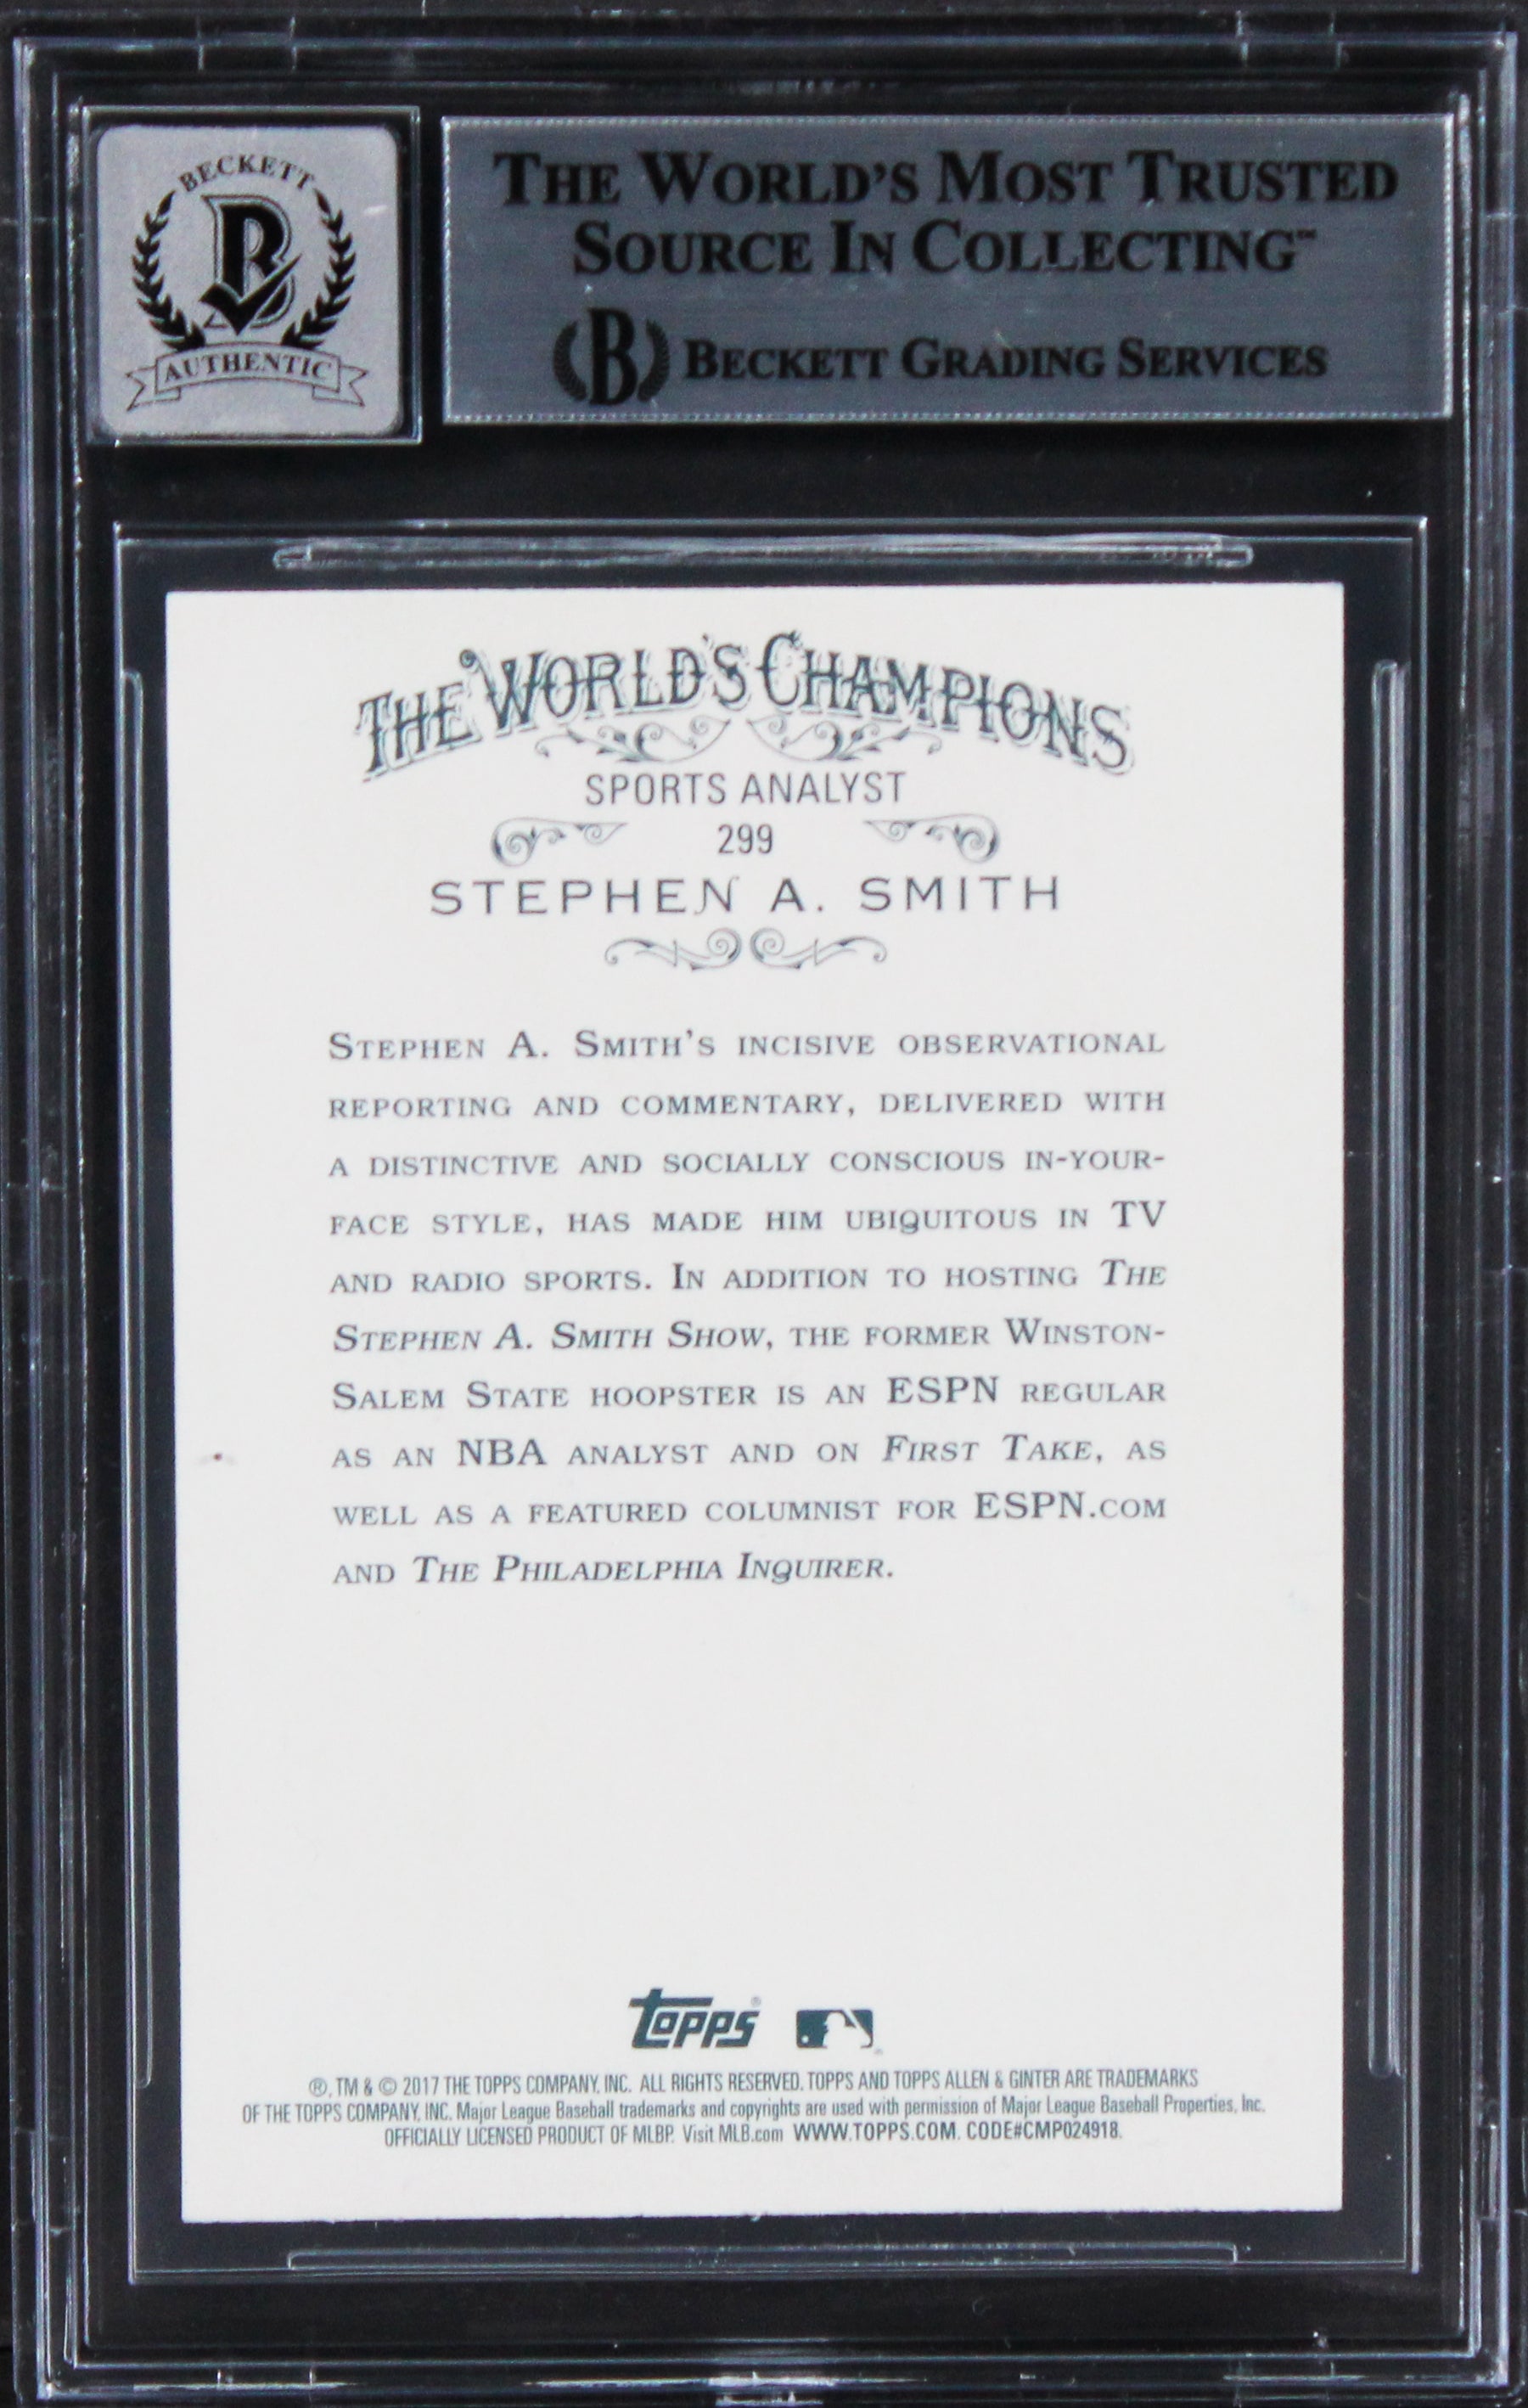 BECKETT
B
AUTHENTIC
THE WORLD'S MOST TRUSTED
SOURCE IN COLLECTING™
B BECKETT GRADING SERVICES
THE WORLD'S CHAMPIONS
SPORTS ANALYST
299
STEPHEN A. SMITH
STEPHEN A. SMITH'S INCISIVE OBSERVATIONAL
REPORTING AND COMMENTARY, DELIVERED WITH
A DISTINCTIVE AND SOCIALLY CONSCIOUS IN-YOUR-
FACE STYLE, HAS MADE HIM UBIQUITOUS IN TV
AND RADIO SPORTS. IN ADDITION TO HOSTING THE
STEPHEN A. SMITH SHOW, THE FORMER WINSTON-
SALEM STATE HOOPSTER IS AN ESPN REGULAR
AS AN NBA ANALYST AND ON FIRST TAKE, AS
WELL AS A FEATURED COLUMNIST FOR ESPN.COM
AND THE PHILADELPHIA INQUIRER.
Topps®
®, TM & © 2017 THE TOPPS COMPANY, INC. ALL RIGHTS RESERVED. TOPPS AND TOPPS ALLEN & GINTER ARE TRADEMARKS
OF THE TOPPS COMPANY, INC. Major League Baseball trademarks and copyrights are used with permission of Major League Baseball Properties, Inc.
OFFICIALLY LICENSED PRODUCT OF MLBP. Visit MLB.com WWW.TOPPS.COM. CODE#CMP024918.